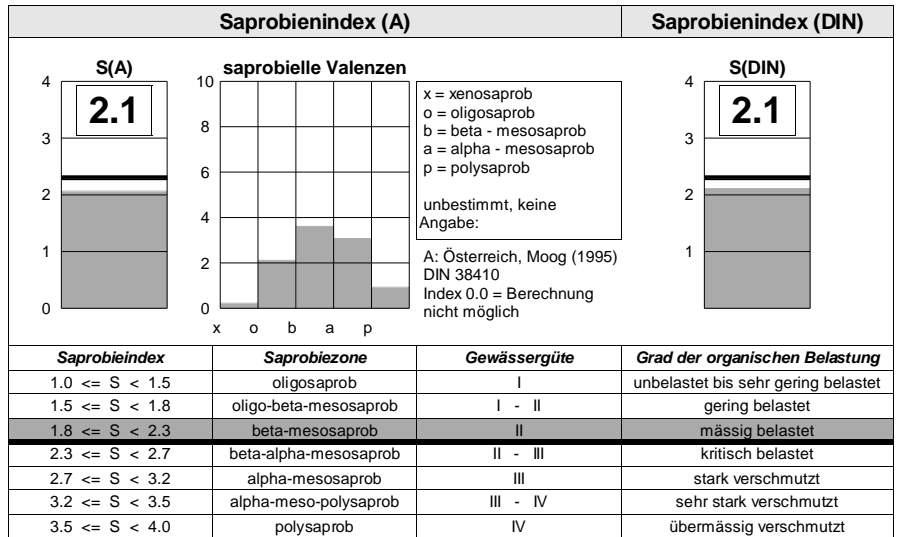 Saprobienindex (A) Saprobienindex (DIN)
S(A) saprobielle Valenzen S(DIN)
4 10 4
2.1 2.1
3 8 3
2 6 2
4
1 2 1
0 0 0
x o b a p
x = xenosaprob
o = oligosaprob
b = beta - mesosaprob
a = alpha - mesosaprob
p = polysaprob
unbestimmt, keine
Angabe:
A: Österreich, Moog (1995)
DIN 38410
Index 0.0 = Berechnung
nicht möglich
Saprobieindex Saprobiezone Gewässergüte Grad der organischen Belastung
1.0 <= S < 1.5 oligosaprob I unbelastet bis sehr gering belastet
1.5 <= S < 1.8 oligo-beta-mesosaprob I - II gering belastet
1.8 <= S < 2.3 beta-mesosaprob II mässig belastet
2.3 <= S < 2.7 beta-alpha-mesosaprob II - III kritisch belastet
2.7 <= S < 3.2 alpha-mesosaprob III stark verschmutzt
3.2 <= S < 3.5 alpha-meso-polysaprob III - IV sehr stark verschmutzt
3.5 <= S < 4.0 polysaprob IV übermässig verschmutzt